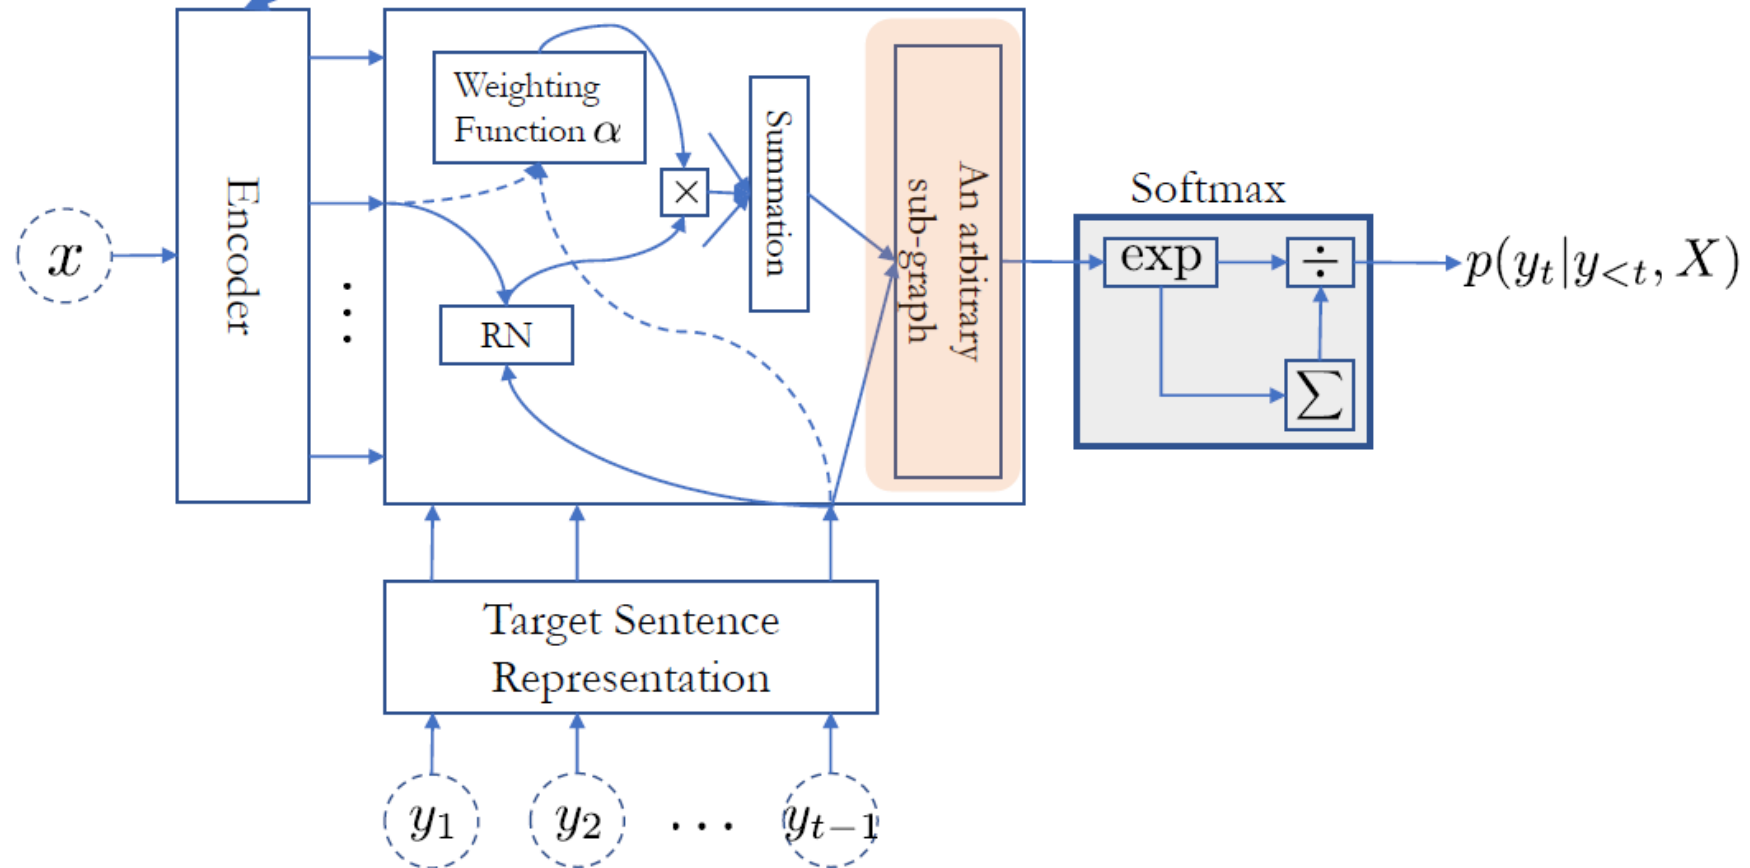 Weighting
Function α
Summation
An arbitrary
sub-graph
Encoder
x
×
RN
Softmax
exp
÷
∑
p(y_t|y_{<t}, X)
Target Sentence
Representation
y_1
y_2
...
y_{t−1}